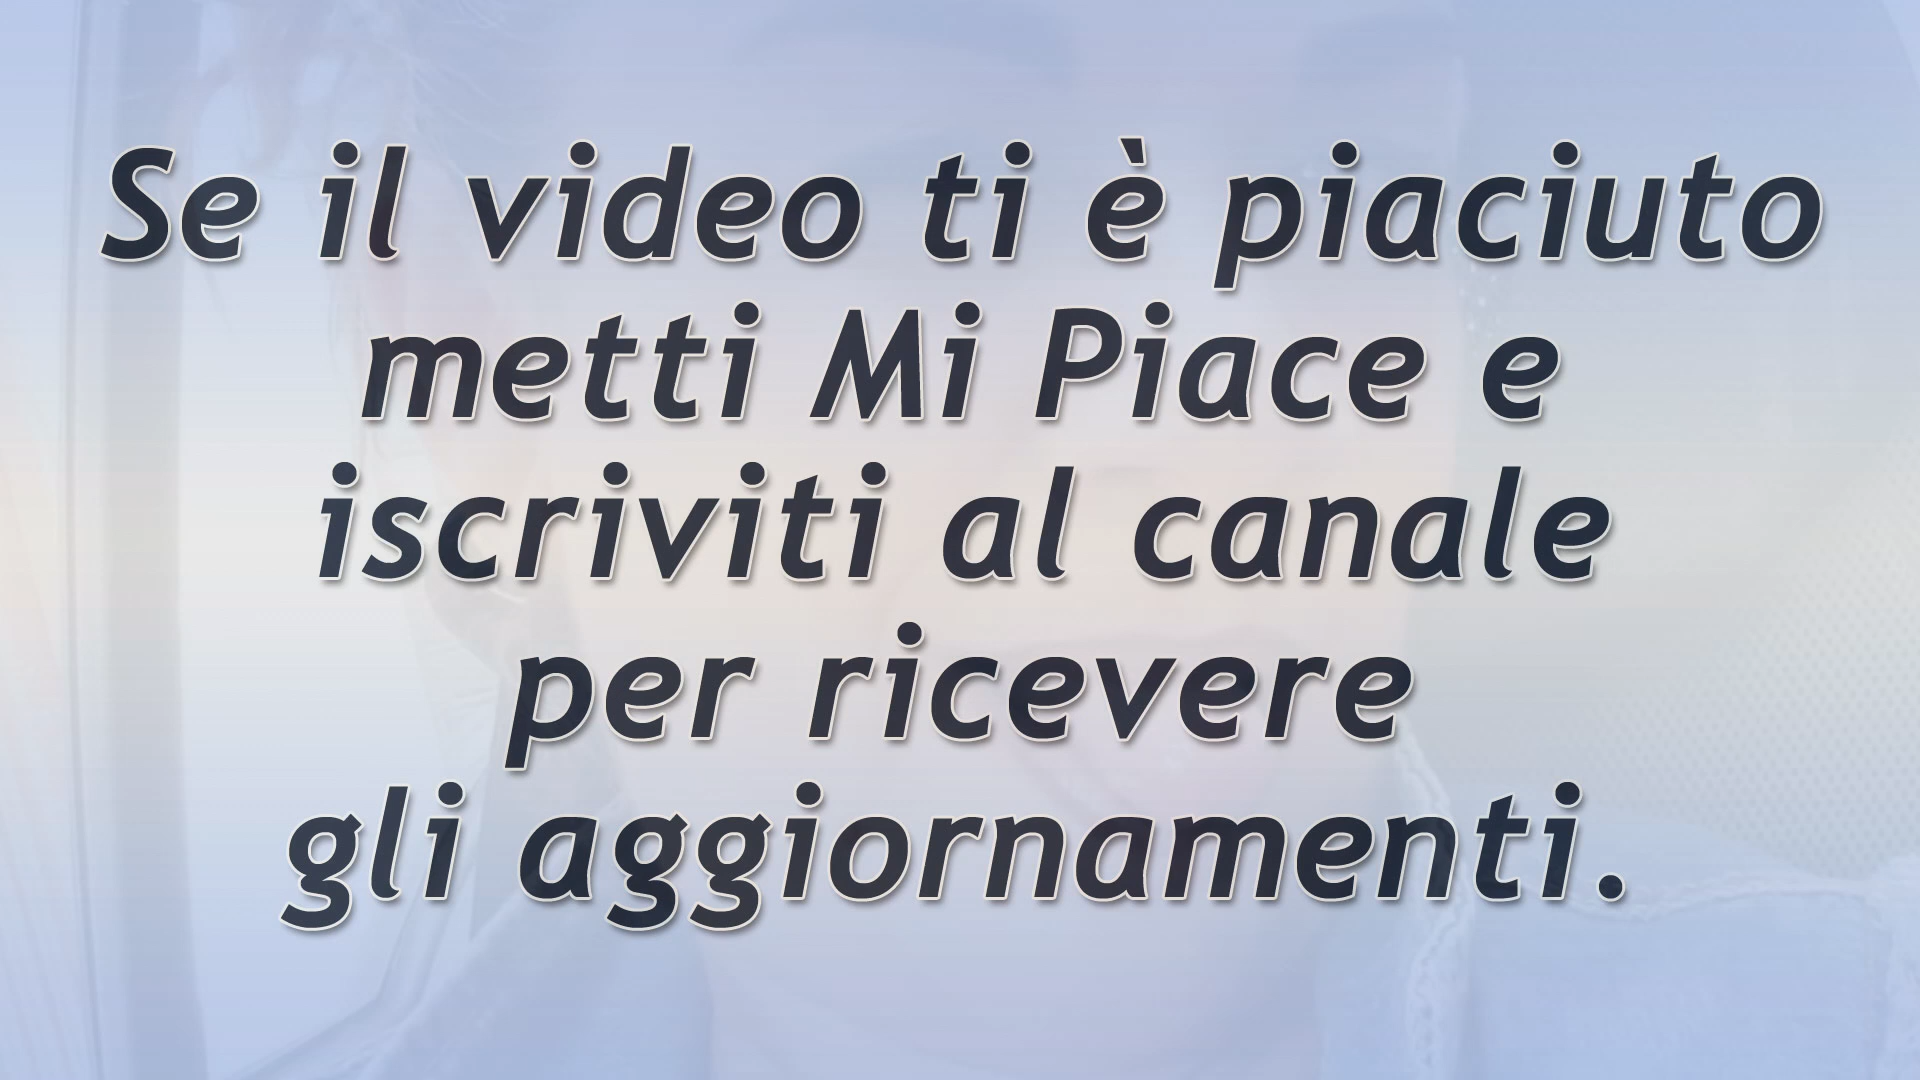 Se il video ti è piaciuto
metti Mi Piace e
iscriviti al canale
per ricevere
gli aggiornamenti.